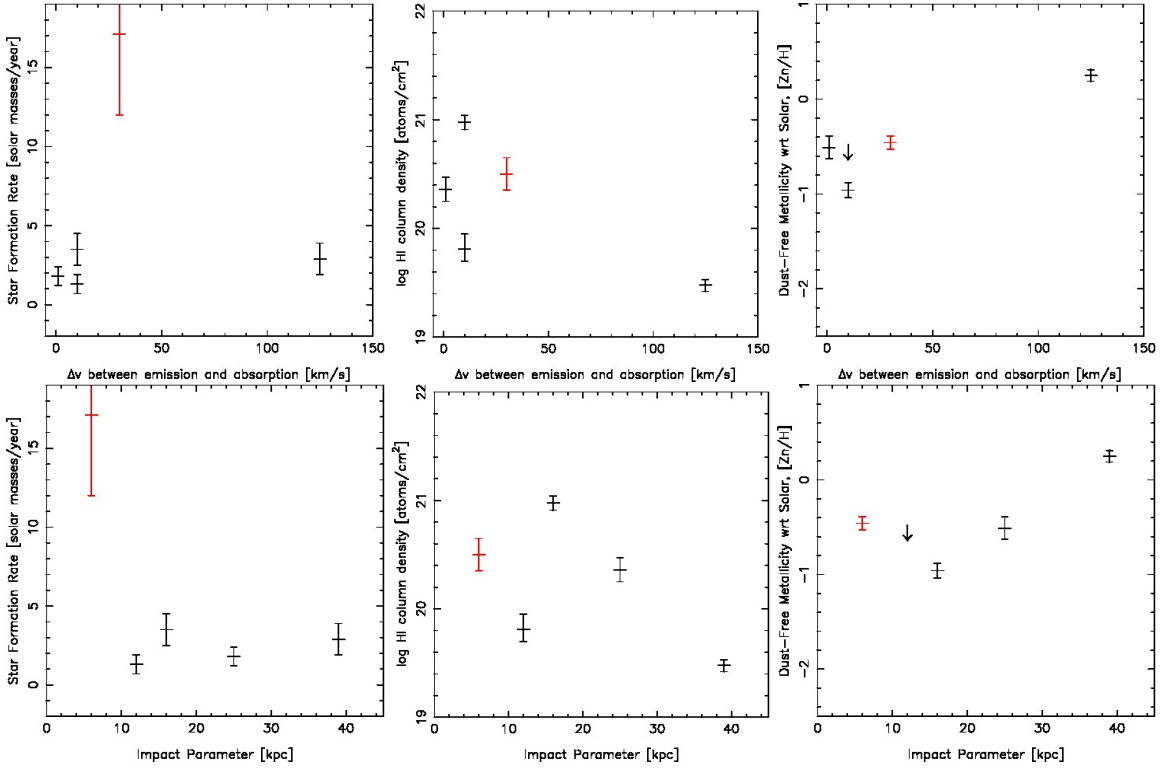 Star Formation Rate [solar masses/year]
0 5 10 15
0 50 100 150
Δv between emission and absorption [km/s]
log HI column density [atoms/cm²]
19 20 21 22
0 50 100 150
Δv between emission and absorption [km/s]
Dust-Free Metallicity wrt Solar, [Zn/H]
-2 -1 0 1
0 50 100 150
Δv between emission and absorption [km/s]
Star Formation Rate [solar masses/year]
0 5 10 15
0 10 20 30 40
Impact Parameter [kpc]
log HI column density [atoms/cm²]
19 20 21 22
0 10 20 30 40
Impact Parameter [kpc]
Dust-Free Metallicity wrt Solar, [Zn/H]
-2 -1 0 1
0 10 20 30 40
Impact Parameter [kpc]